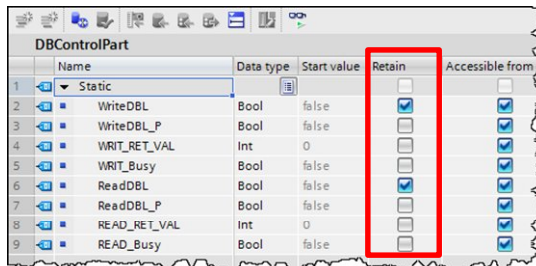 DBControlPart
Name Data type Start value Retain Accessible from
1 Static
2 WriteDBL Bool false
3 WriteDBL_P Bool false
4 WRIT_RET_VAL Int 0
5 WRIT_Busy Bool false
6 ReadDBL Bool false
7 ReadDBL_P Bool false
8 READ_RET_VAL Int 0
9 READ_Busy Bool false